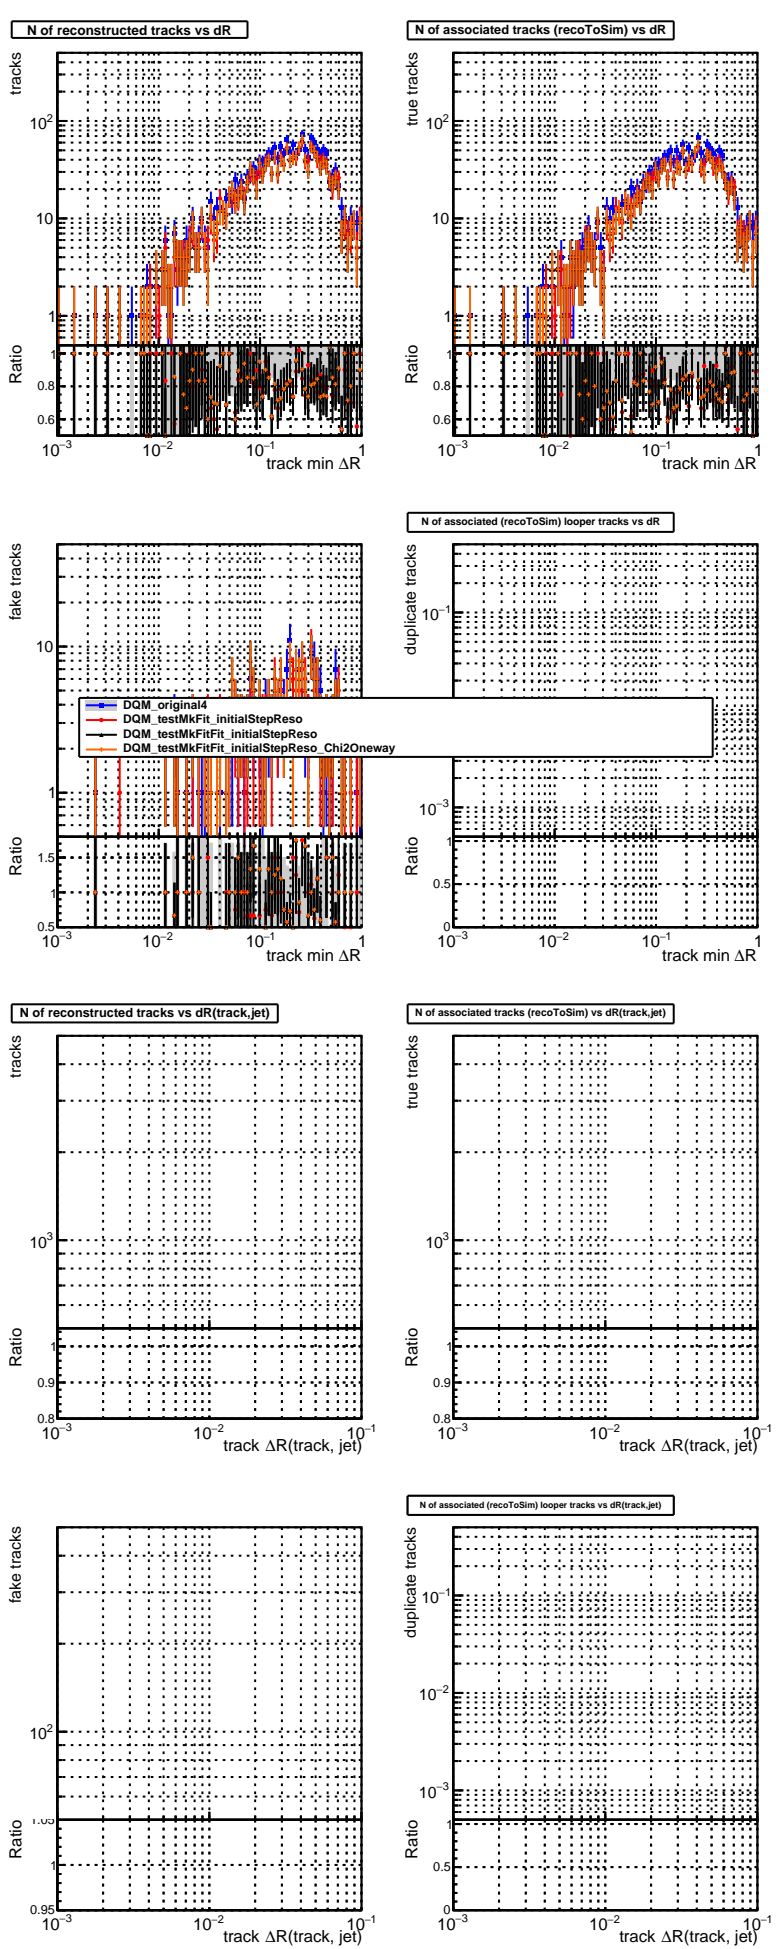 N of reconstructed tracks vs dR
tracks
10²
10
1
Ratio
1
0.8
0.6
10⁻³ 10⁻² 10⁻¹ 1
track min ΔR
N of associated tracks (recoToSim) vs dR
true tracks
10²
10
1
Ratio
1
0.8
0.6
10⁻³ 10⁻² 10⁻¹ 1
track min ΔR
fake tracks
10
1
Ratio
1.5
1
0.5
10⁻³ 10⁻² 10⁻¹ 1
track min ΔR
N of associated (recoToSim) looper tracks vs dR
duplicate tracks
10⁻¹
10⁻³
Ratio
1
0.5
0
10⁻³ 10⁻² 10⁻¹ 1
track min ΔR
DQM_original4
DQM_testMkFit_initialStepReso
DQM_testMkFitFit_initialStepReso
DQM_testMkFitFit_initialStepReso_Chi2Oneway
N of reconstructed tracks vs dR(track,jet)
tracks
10³
Ratio
1
0.9
0.8
10⁻³ 10⁻² 10⁻¹
track ΔR(track, jet)
N of associated tracks (recoToSim) vs dR(track,jet)
true tracks
10³
Ratio
1
0.9
0.8
10⁻³ 10⁻² 10⁻¹
track ΔR(track, jet)
fake tracks
10²
Ratio
1.05
1
0.95
10⁻³ 10⁻² 10⁻¹
track ΔR(track, jet)
N of associated (recoToSim) looper tracks vs dR(track,jet)
duplicate tracks
10⁻¹
10⁻²
10⁻³
Ratio
1
0.5
0
10⁻³ 10⁻² 10⁻¹
track ΔR(track, jet)